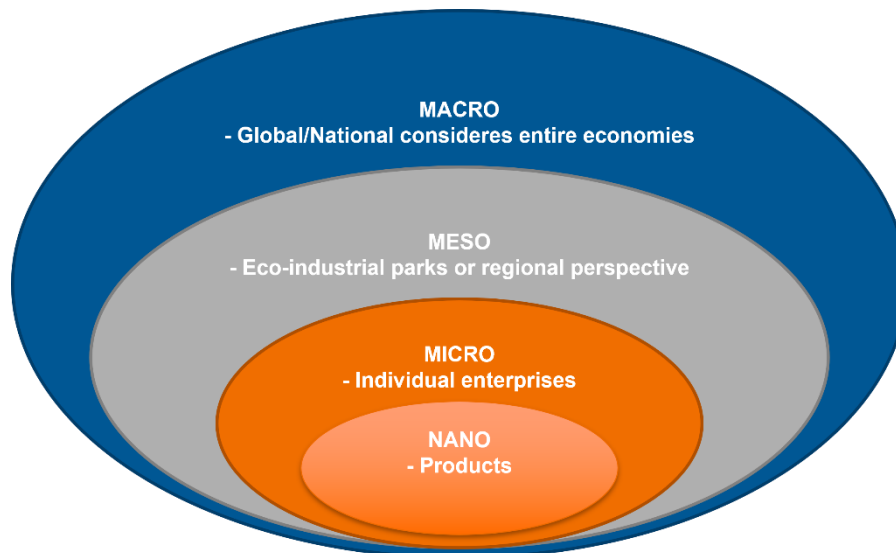 MACRO
- Global/National consideres entire economies
MESO
- Eco-industrial parks or regional perspective
MICRO
- Individual enterprises
NANO
- Products